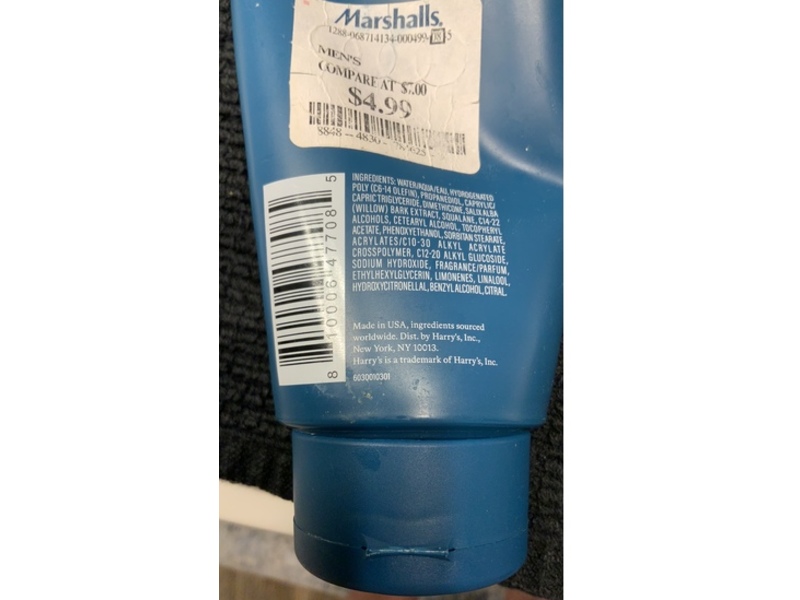 Marshalls.
MEN'S
COMPARE AT $7.00
$4.99
INGREDIENTS: WATER/AQUA/EAU, HYDROGENATED
POLY (C6-14 OLEFIN), PROPANEDIOL, CAPRYLIC/
CAPRIC TRIGLYCERIDE, DIMETHICONE, SALIX ALBA
(WILLOW) BARK EXTRACT, SQUALANE, C14-22
ALCOHOLS, CETEARYL ALCOHOL, TOCOPHERYL
ACETATE, PHENOXYETHANOL, SORBITAN STEARATE,
ACRYLATES/C10-30 ALKYL ACRYLATE
CROSSPOLYMER, C12-20 ALKYL GLUCOSIDE,
SODIUM HYDROXIDE, FRAGRANCE/PARFUM,
ETHYLHEXYLGLYCERIN, LIMONENES, LINALOOL,
HYDROXYCITRONELLAL, BENZYL ALCOHOL, CITRAL.
8 10006 47708 5
Made in USA, ingredients sourced
worldwide. Dist. by Harry's, Inc.,
New York, NY 10013.
Harry's is a trademark of Harry's, Inc.
6030010301